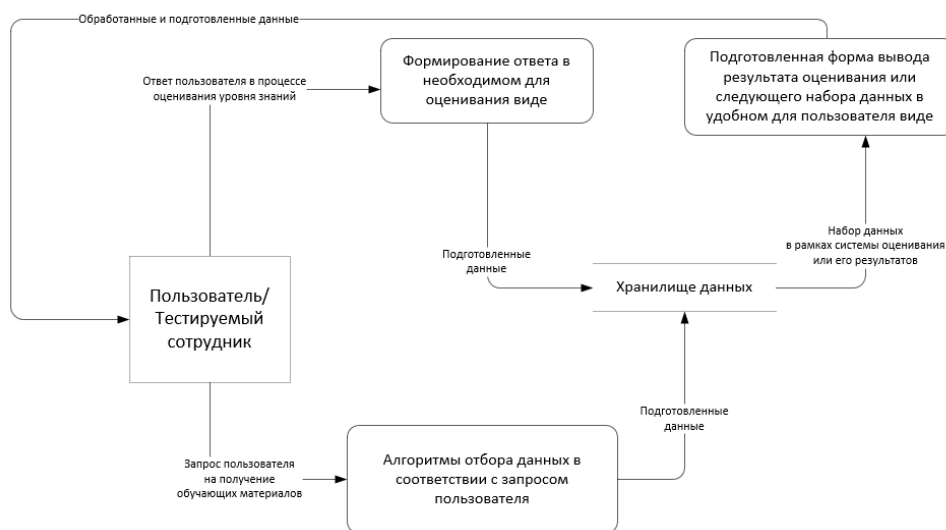 Обработанные и подготовленные данные
Ответ пользователя в процессе
оценивания уровня знаний
Формирование ответа в
необходимом для
оценивания виде
Подготовленная форма вывода
результата оценивания или
следующего набора данных в
удобном для пользователя виде
Подготовленные
данные
Набор данных
в рамках системы оценивания
или его результатов
Пользователь/
Тестируемый
сотрудник
Хранилище данных
Подготовленные
данные
Запрос пользователя
на получение
обучающих материалов
Алгоритмы отбора данных в
соответствии с запросом
пользователя